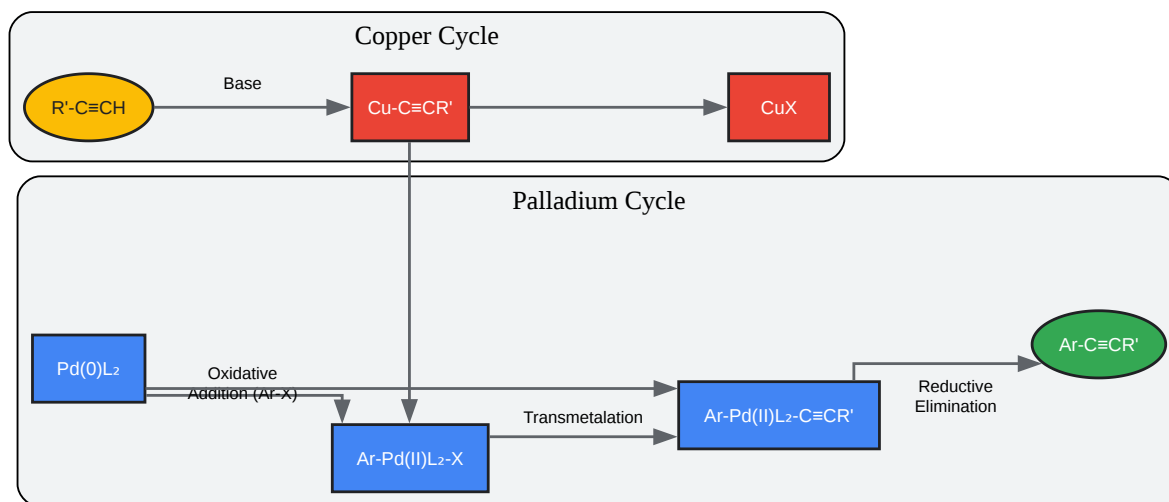 Copper Cycle
Base
R'-C≡CH
Cu-C≡CR'
CuX
Palladium Cycle
Pd(0)L₂
Oxidative
Addition (Ar-X)
Ar-Pd(II)L₂-X
Transmetalation
Ar-Pd(II)L₂-C≡CR'
Reductive
Elimination
Ar-C≡CR'